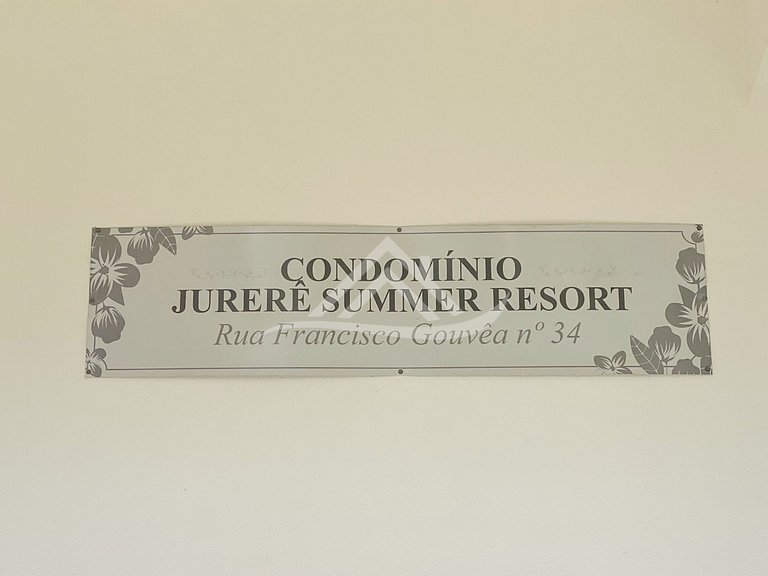 CONDOMÍNIO
JURERÊ SUMMER RESORT
Rua Francisco Gouvêa nº 34